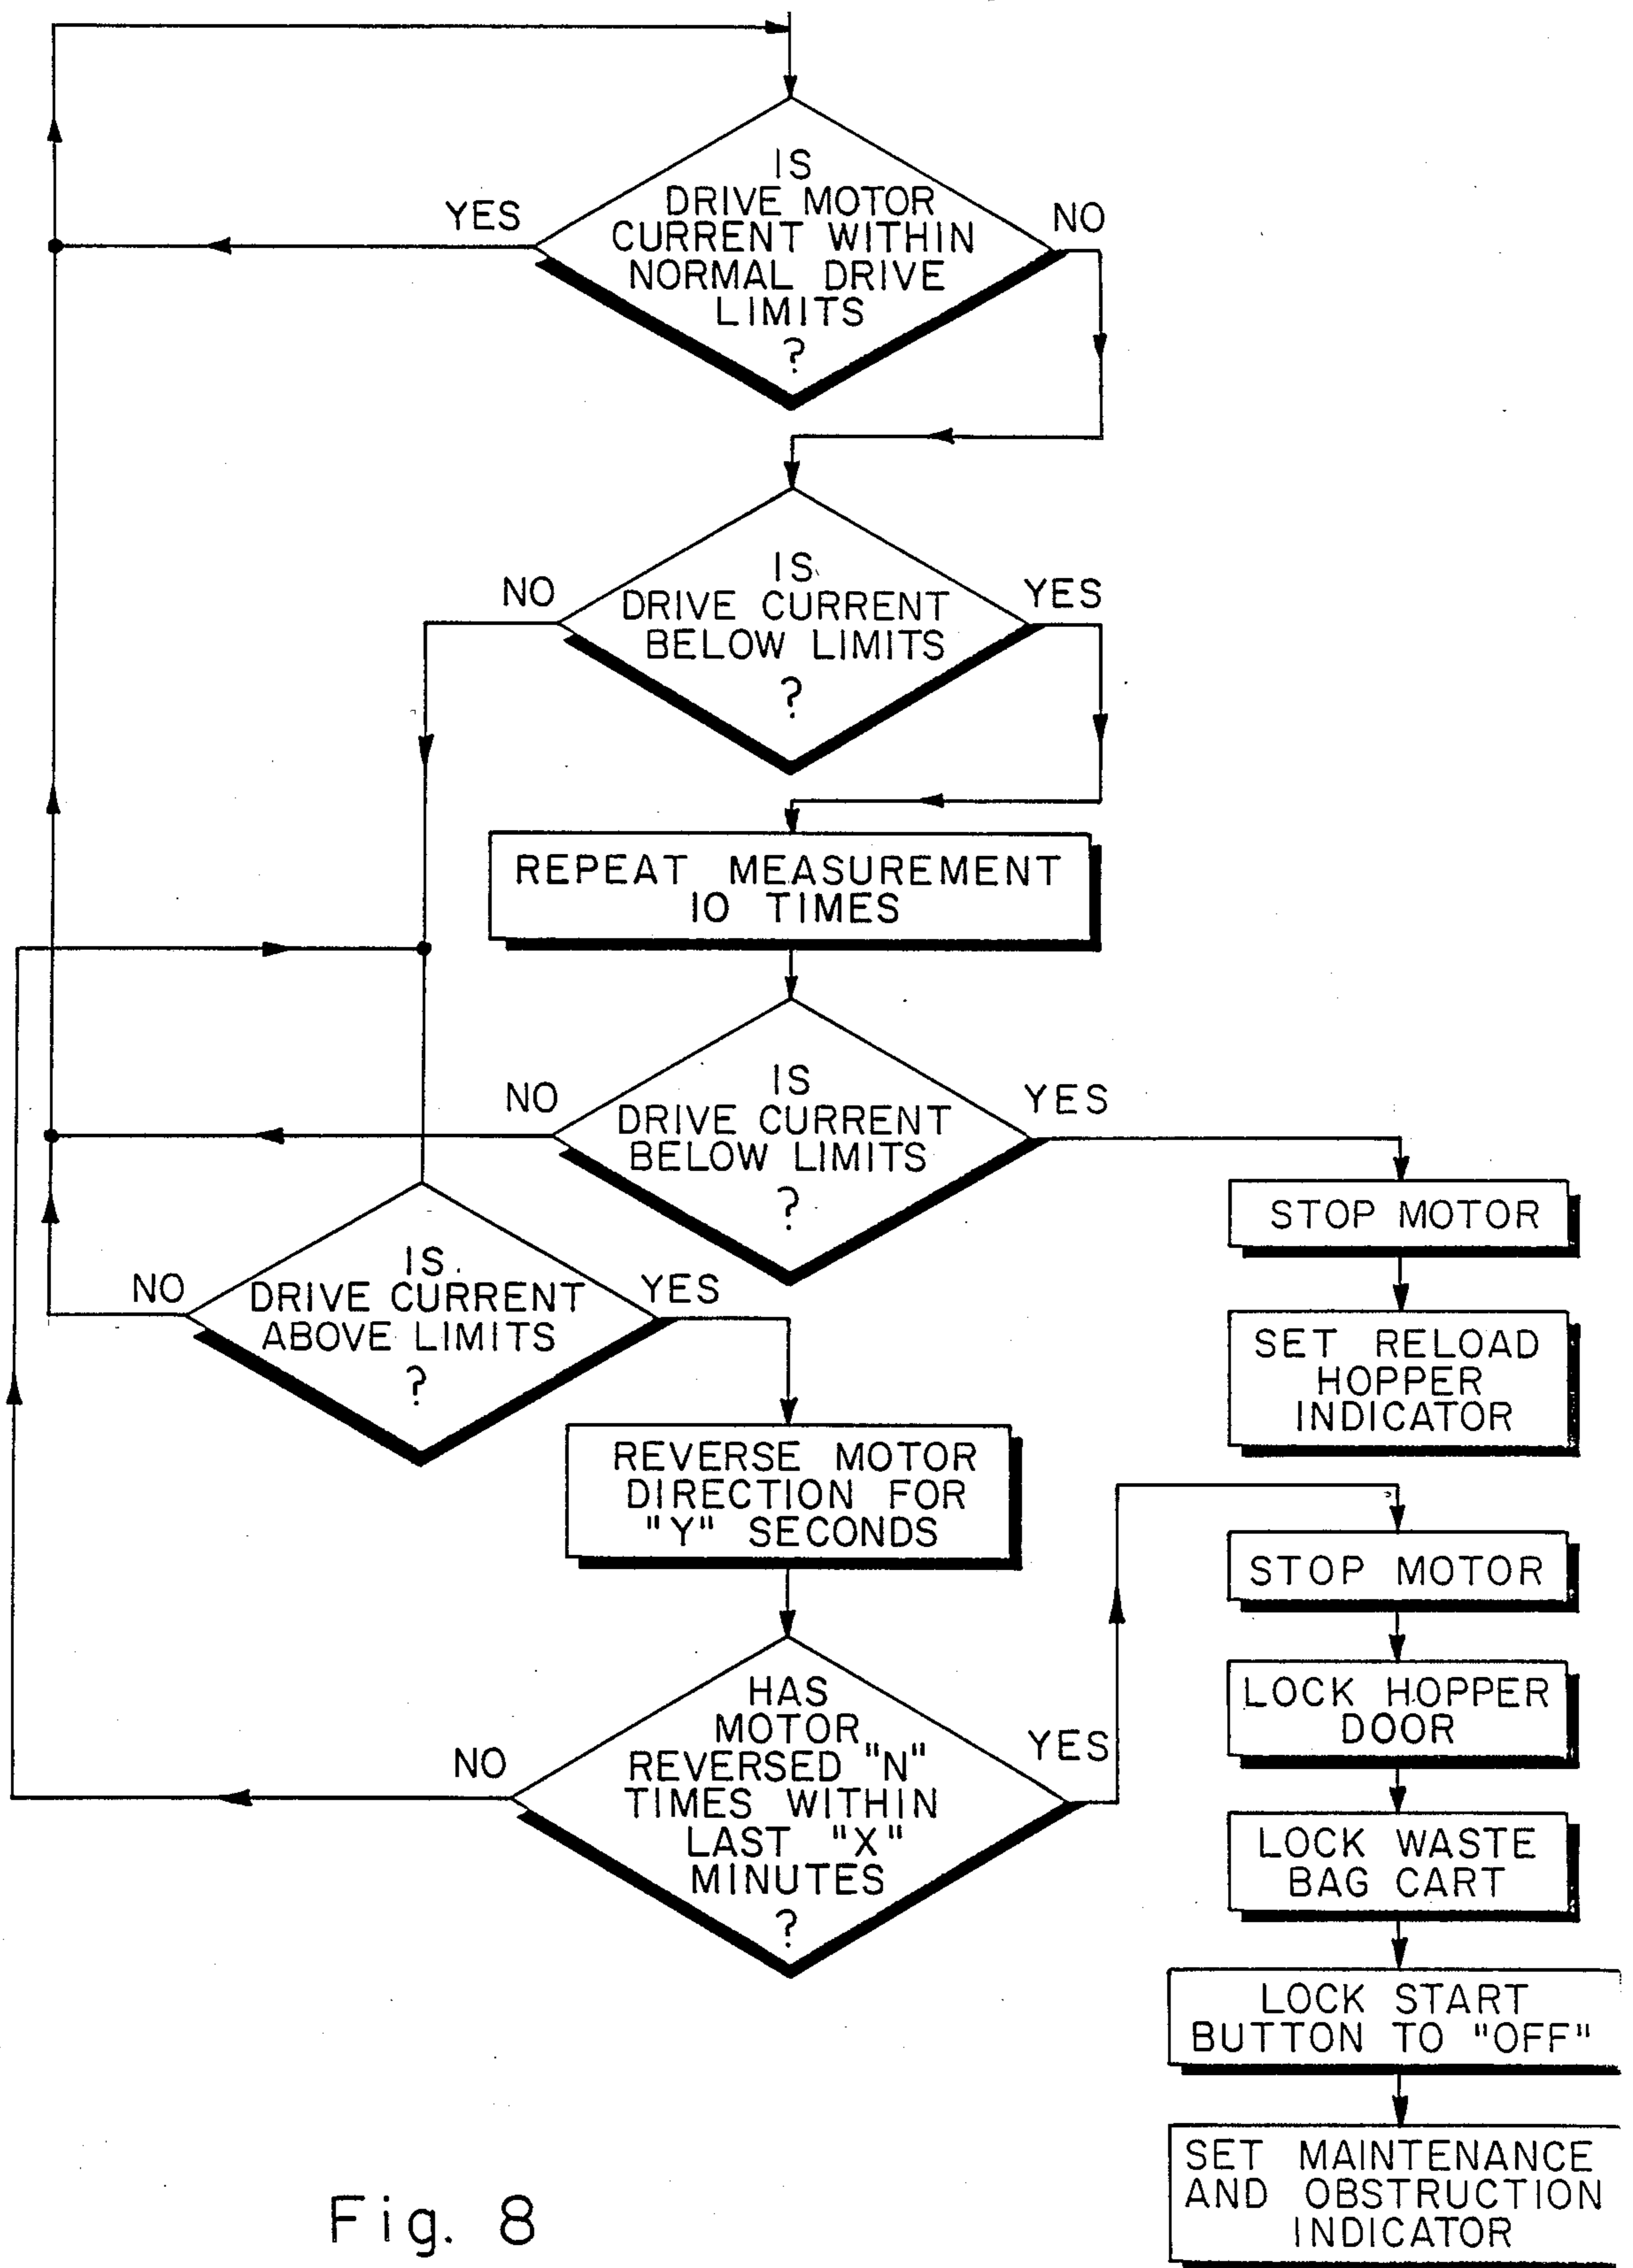 IS
DRIVE MOTOR
CURRENT WITHIN
NORMAL DRIVE
LIMITS
?
YES
NO
IS
DRIVE CURRENT
BELOW LIMITS
?
NO
YES
REPEAT MEASUREMENT
10 TIMES
IS
DRIVE CURRENT
BELOW LIMITS
?
NO
YES
STOP MOTOR
SET RELOAD
HOPPER
INDICATOR
IS
DRIVE CURRENT
ABOVE LIMITS
?
NO
YES
REVERSE MOTOR
DIRECTION FOR
"Y" SECONDS
HAS
MOTOR
REVERSED "N"
TIMES WITHIN
LAST "X"
MINUTES
?
NO
YES
STOP MOTOR
LOCK HOPPER
DOOR
LOCK WASTE
BAG CART
LOCK START
BUTTON TO "OFF"
SET MAINTENANCE
AND OBSTRUCTION
INDICATOR
Fig. 8